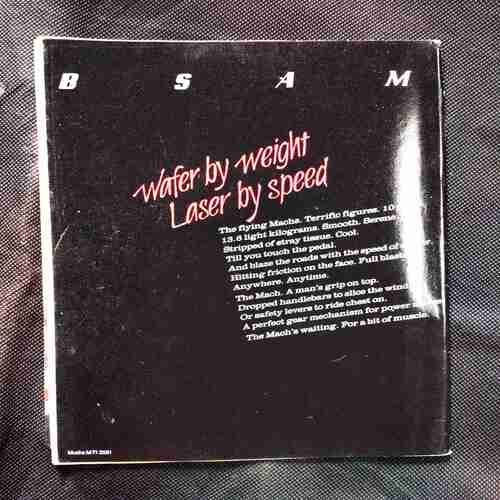 B S A M
Wafer by weight
Laser by speed
The flying Machs. Terrific figures. 10
13.6 light kilograms. Smooth. Serene
Stripped of stray tissue. Cool.
Till you touch the pedal.
And blaze the roads with the speed of
Hitting friction on the face. Full blast
Anywhere. Anytime.
The Mach. A man's grip on top.
Dropped handlebars to slice the wind
Or safety levers to ride chest on.
A perfect gear mechanism for power
The Mach's waiting. For a bit of muscle.